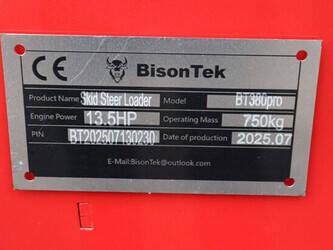 CE BisonTek
Product Name Skid Steer Loader Model BT380pro
Engine Power 13.5HP Operating Mass 750kg
PIN BT202507130230 Date of production 2025.07
E-Mail:BisonTek@outlook.com